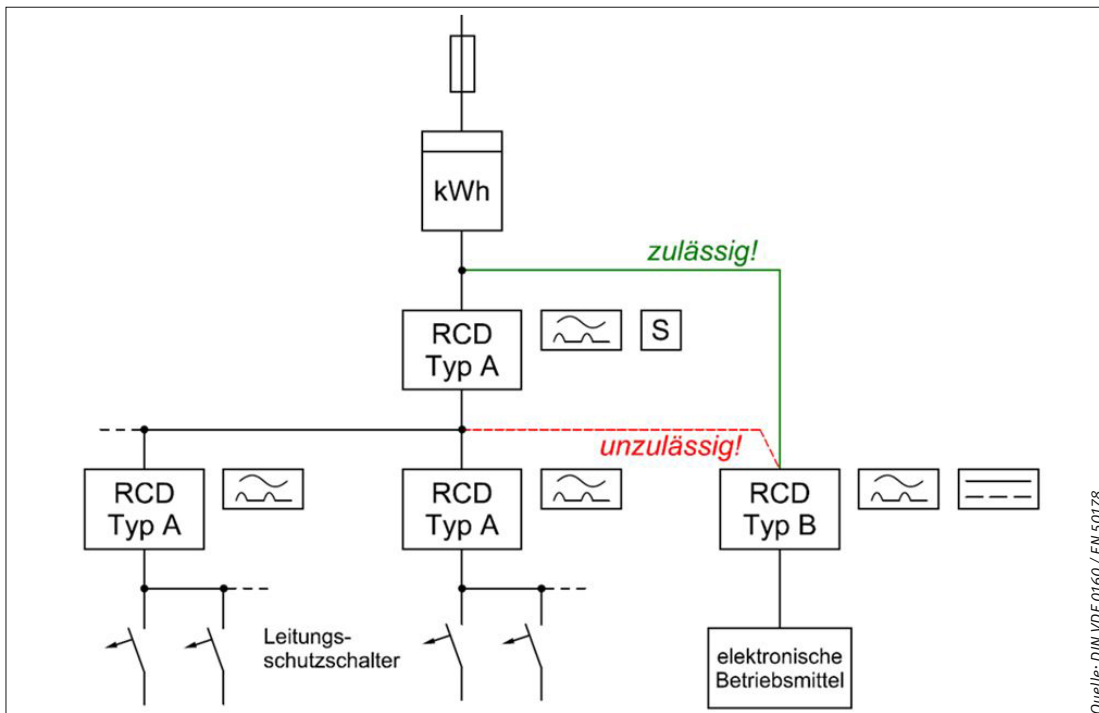 kWh
zulässig!
RCD
Typ A
S
unzulässig!
RCD
Typ A
RCD
Typ A
RCD
Typ B
Leitungs-
schutzschalter
elektronische
Betriebsmittel
Quelle: DIN VDE 0160 / EN 50178